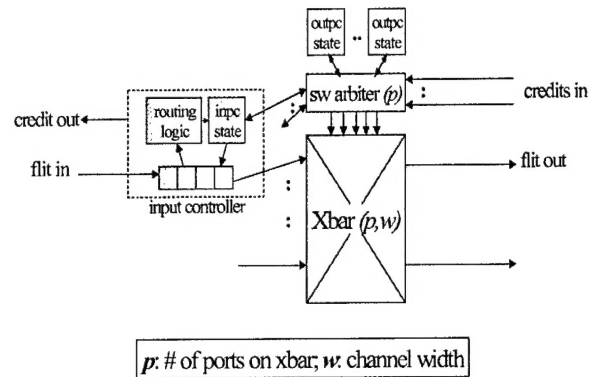 outpc state .. outpc state
sw arbiter (p)
credits in
credit out
routing logic
inpc state
flit in
input controller
flit out
Xbar (p,w)
p: # of ports on xbar; w: channel width